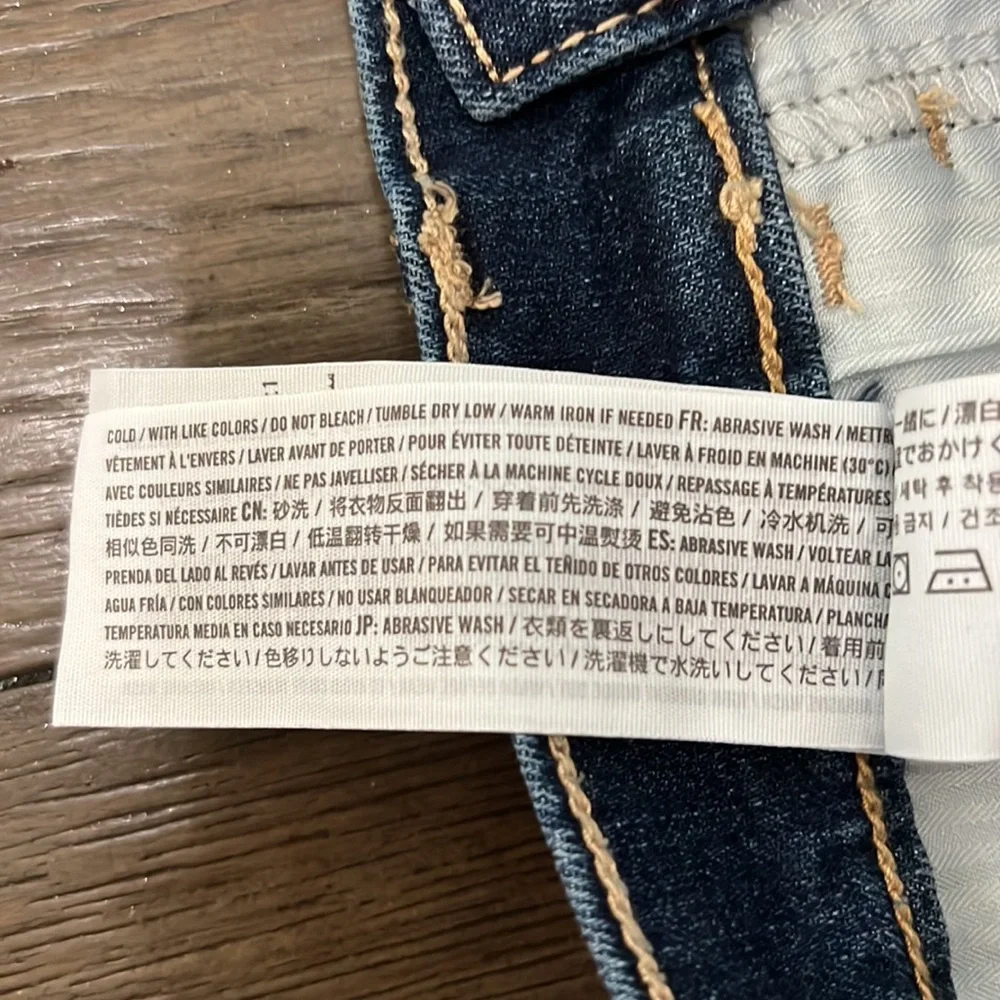 COLD / WITH LIKE COLORS / DO NOT BLEACH / TUMBLE DRY LOW / WARM IRON IF NEEDED FR: ABRASIVE WASH / METTR
VÊTEMENT À L'ENVERS / LAVER AVANT DE PORTER / POUR ÉVITER TOUTE DÉTEINTE / LAVER À FROID EN MACHINE (30°C)
AVEC COULEURS SIMILAIRES / NE PAS JAVELLISER / SÉCHER À LA MACHINE CYCLE DOUX / REPASSAGE À TEMPÉRATURES
TIÈDES SI NÉCESSAIRE CN: 砂洗 / 将衣物反面翻出 / 穿着前先洗涤 / 避免沾色 / 冷水机洗 / 可
相似色同洗 / 不可漂白 / 低温翻转干燥 / 如果需要可中温熨烫 ES: ABRASIVE WASH / VOLTEAR LA
PRENDA DEL LADO AL REVÉS / LAVAR ANTES DE USAR / PARA EVITAR EL TEÑIDO DE OTROS COLORES / LAVAR A MÁQUINA C
AGUA FRÍA / CON COLORES SIMILARES / NO USAR BLANQUEADOR / SECAR EN SECADORA A BAJA TEMPERATURA / PLANCHA
TEMPERATURA MEDIA EN CASO NECESARIO JP: ABRASIVE WASH / 衣類を裏返しにしてください / 着用前
洗濯してください / 色移りしないようご注意ください / 洗濯機で水洗いしてください /
一緒に / 漂白
でおかけく
세탁 후 착용
금지 / 건조